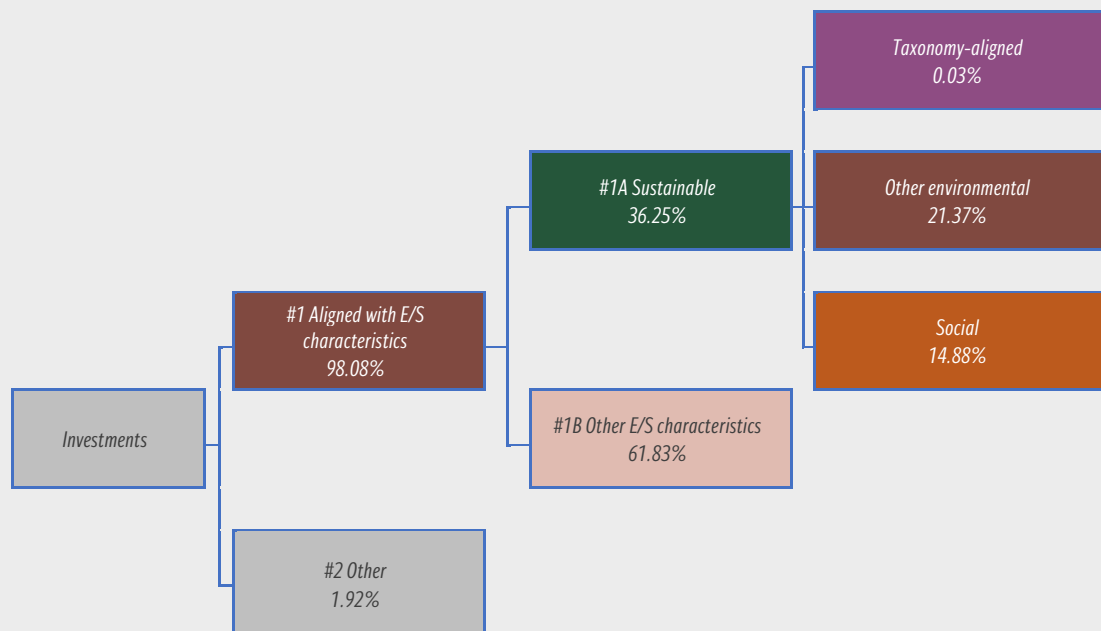 Taxonomy-aligned
0.03%
#1A Sustainable
36.25%
Other environmental
21.37%
#1 Aligned with E/S
characteristics
98.08%
Social
14.88%
Investments
#1B Other E/S characteristics
61.83%
#2 Other
1.92%